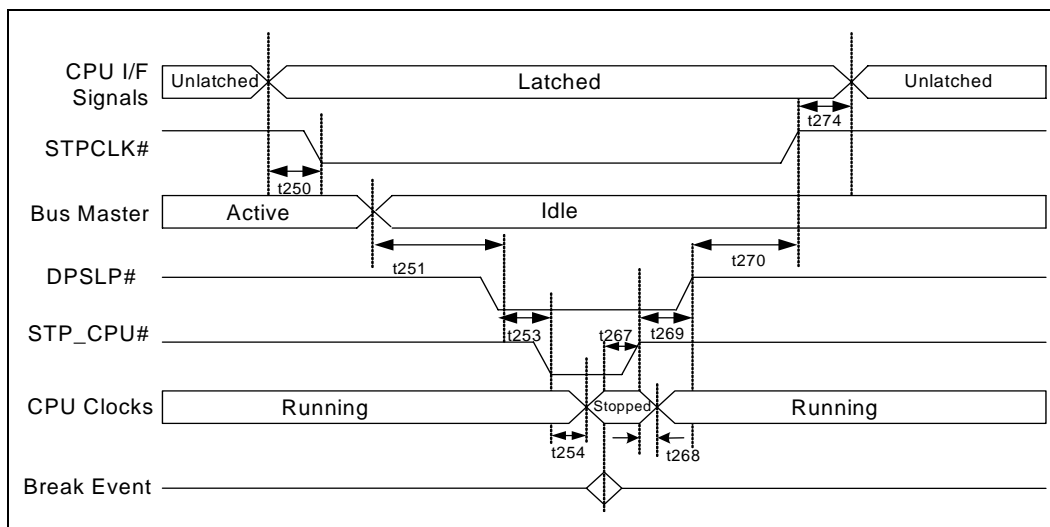 CPU I/F
Signals
Unlatched
Latched
Unlatched
t274
STPCLK#
t250
Bus Master
Active
Idle
t251
t270
DPSLP#
t253
t267
t269
STP_CPU#
CPU Clocks
Running
Stopped
Running
t254
t268
Break Event